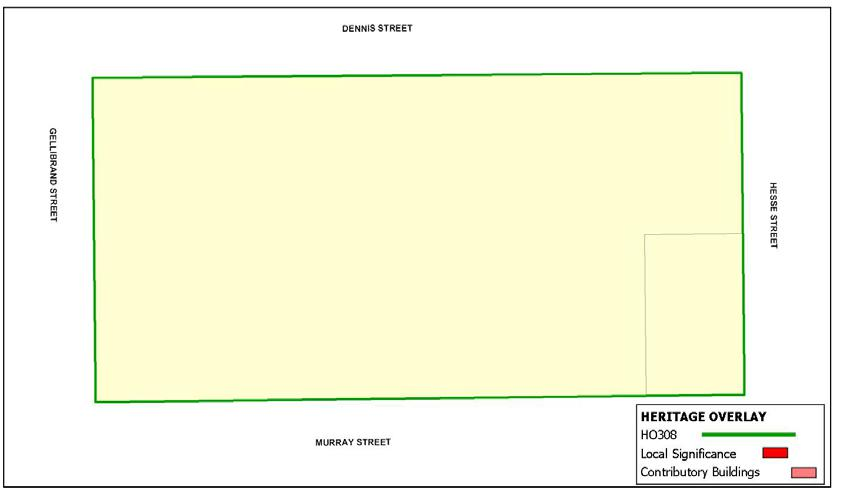 DENNIS STREET
GELLIBRAND STREET
HESSE STREET
MURRAY STREET
HERITAGE OVERLAY
HO308
Local Significance
Contributory Buildings